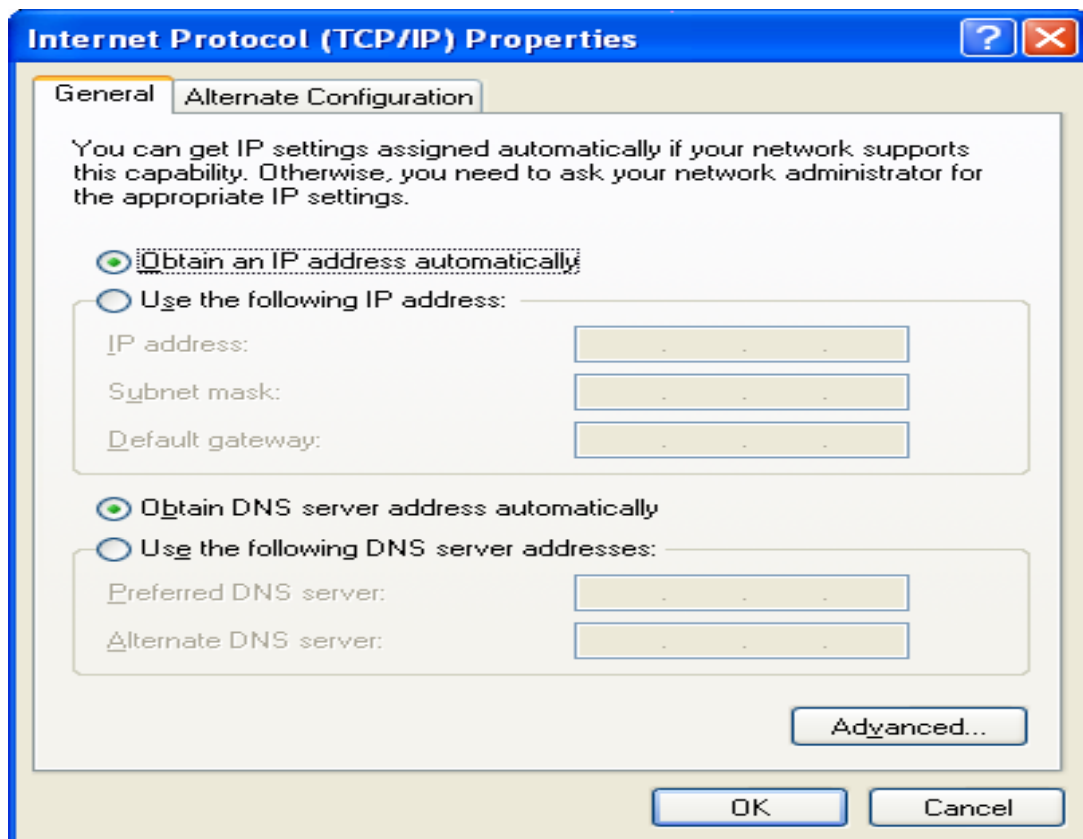 Internet Protocol (TCP/IP) Properties
?
General
Alternate Configuration
You can get IP settings assigned automatically if your network supports
this capability. Otherwise, you need to ask your network administrator for
the appropriate IP settings.
Obtain an IP address automatically
Use the following IP address:
IP address:
Subnet mask:
Default gateway:
Obtain DNS server address automatically
Use the following DNS server addresses:
Preferred DNS server:
Alternate DNS server:
Advanced...
OK
Cancel